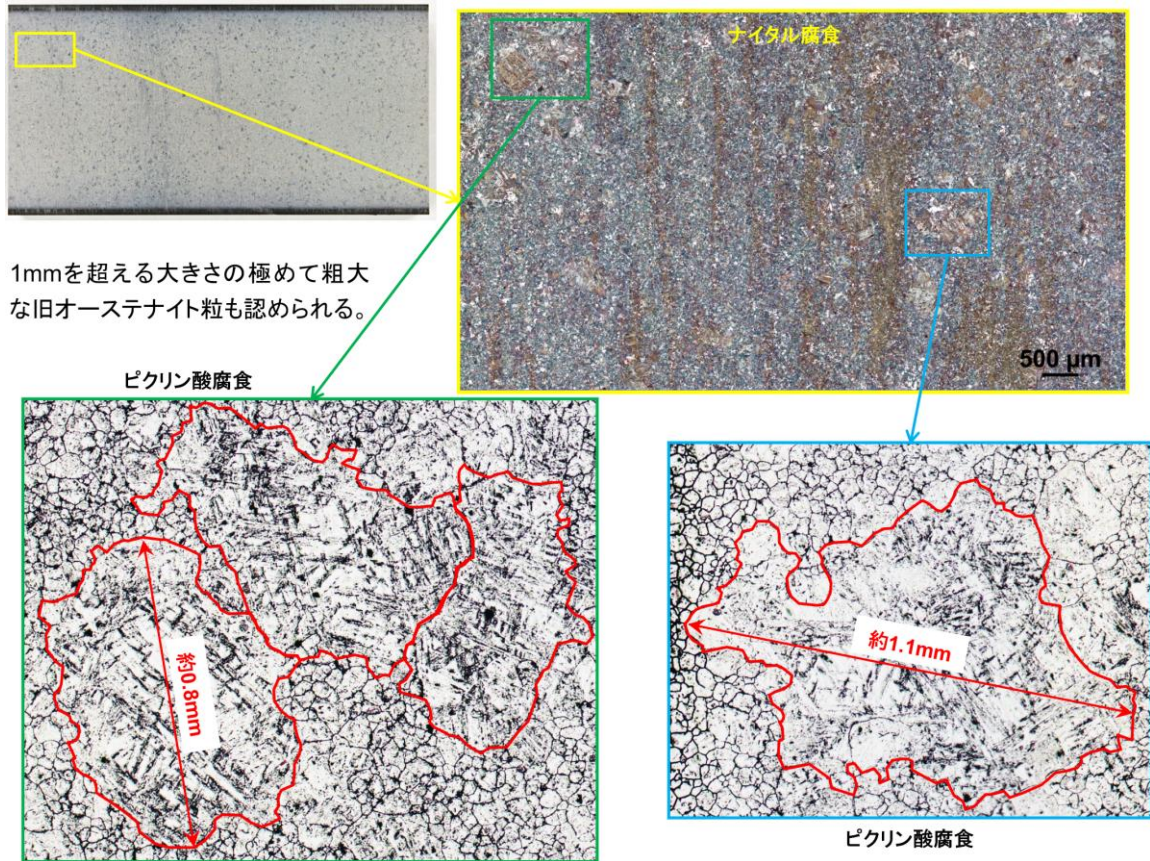 ナイタル腐食
500 μm
1mmを超える大きさの極めて粗大
な旧オーステナイト粒も認められる。
ピクリン酸腐食
約0.8mm
約1.1mm
ピクリン酸腐食